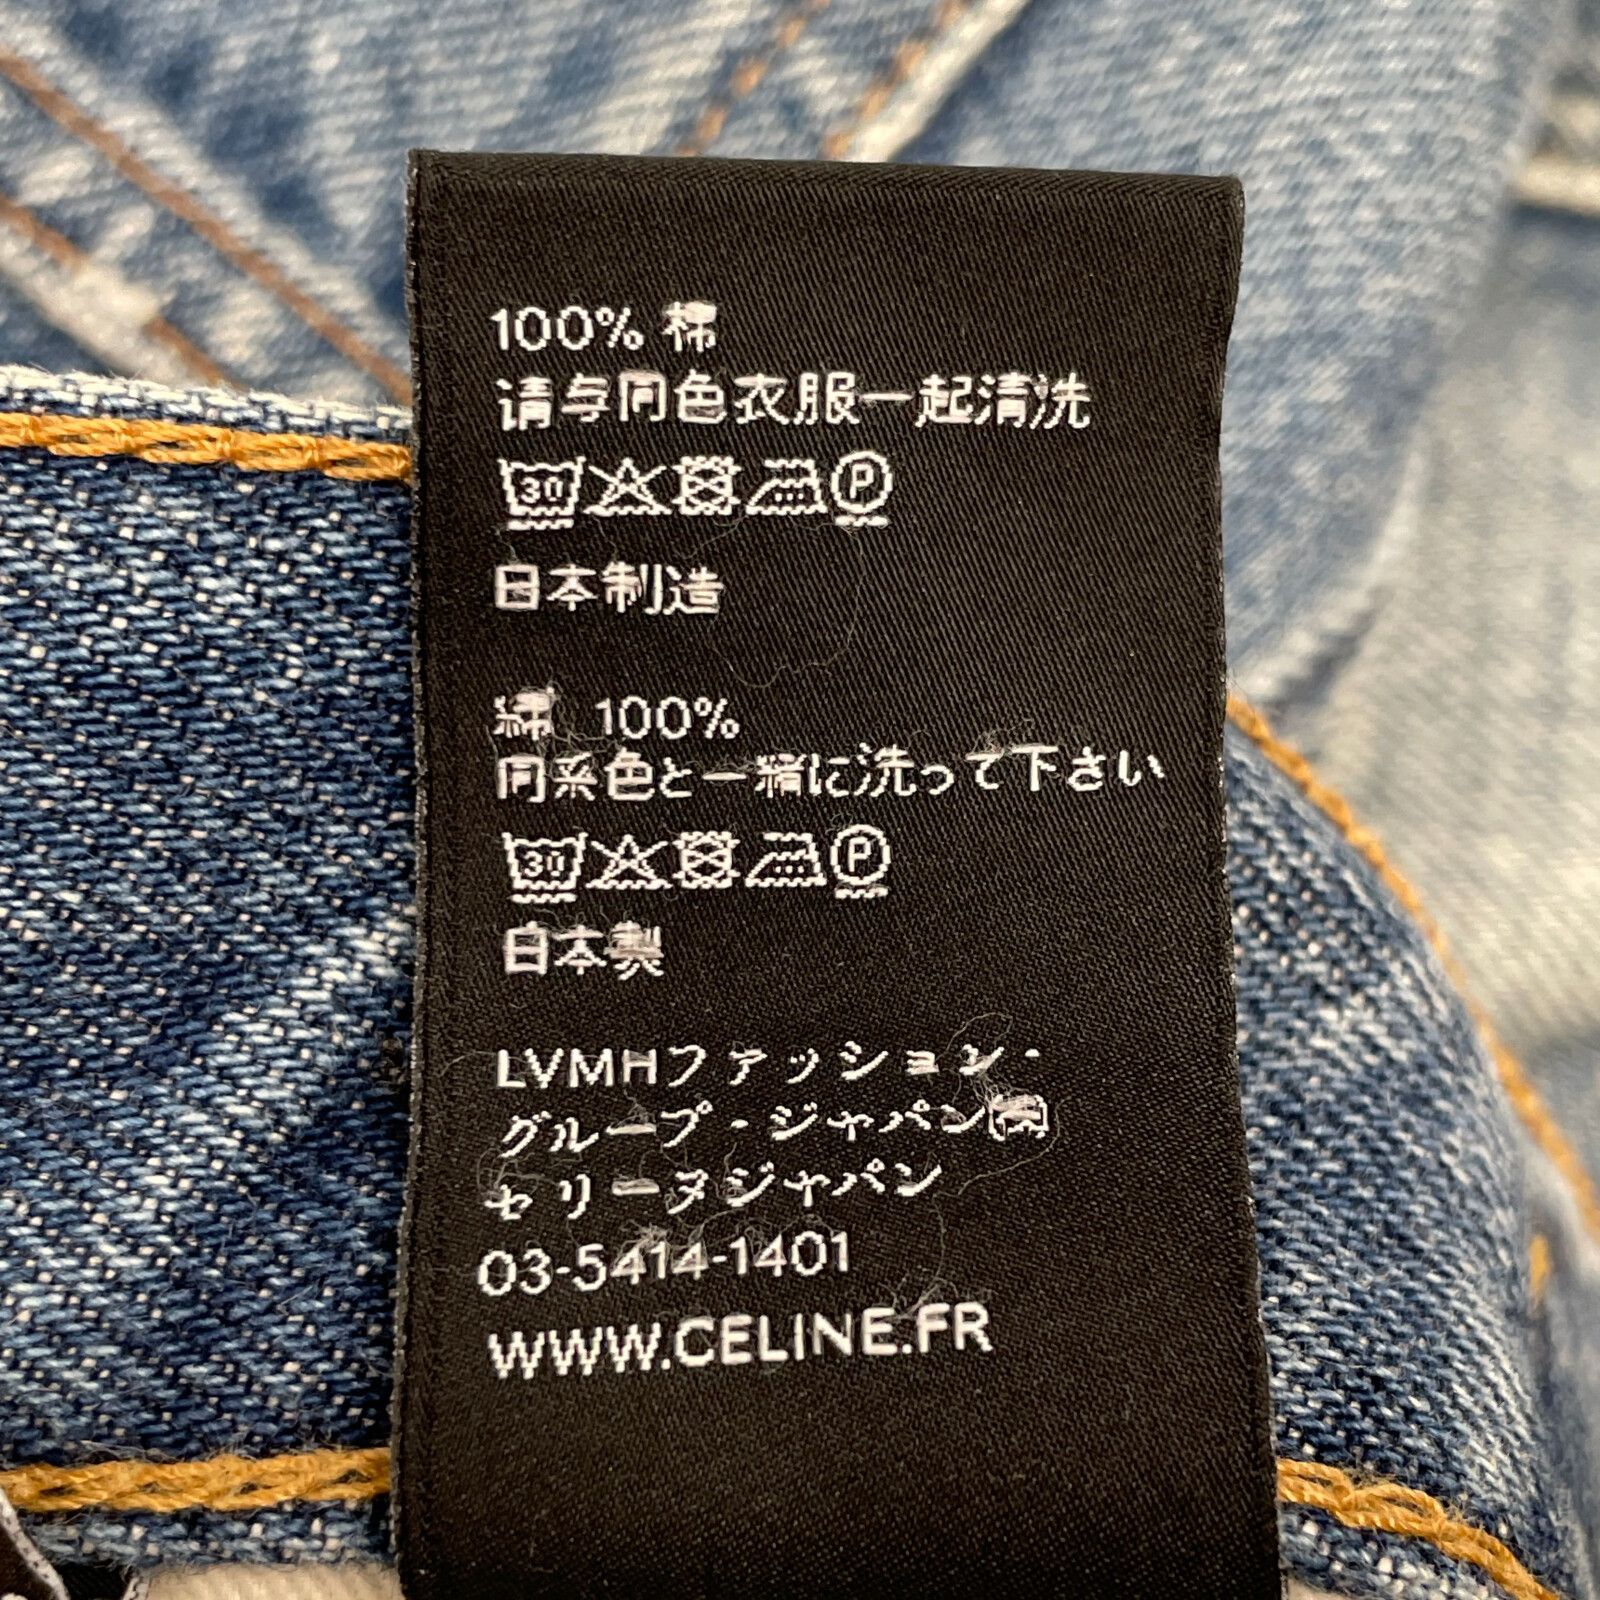 100% 棉
请与同色衣服一起清洗
30 P
日本制造
綿 100%
同系色と一緒に洗って下さい
30 P
日本製
LVMHファッション・
グループ・ジャパン㈱
セリーヌジャパン
03-5414-1401
WWW.CELINE.FR